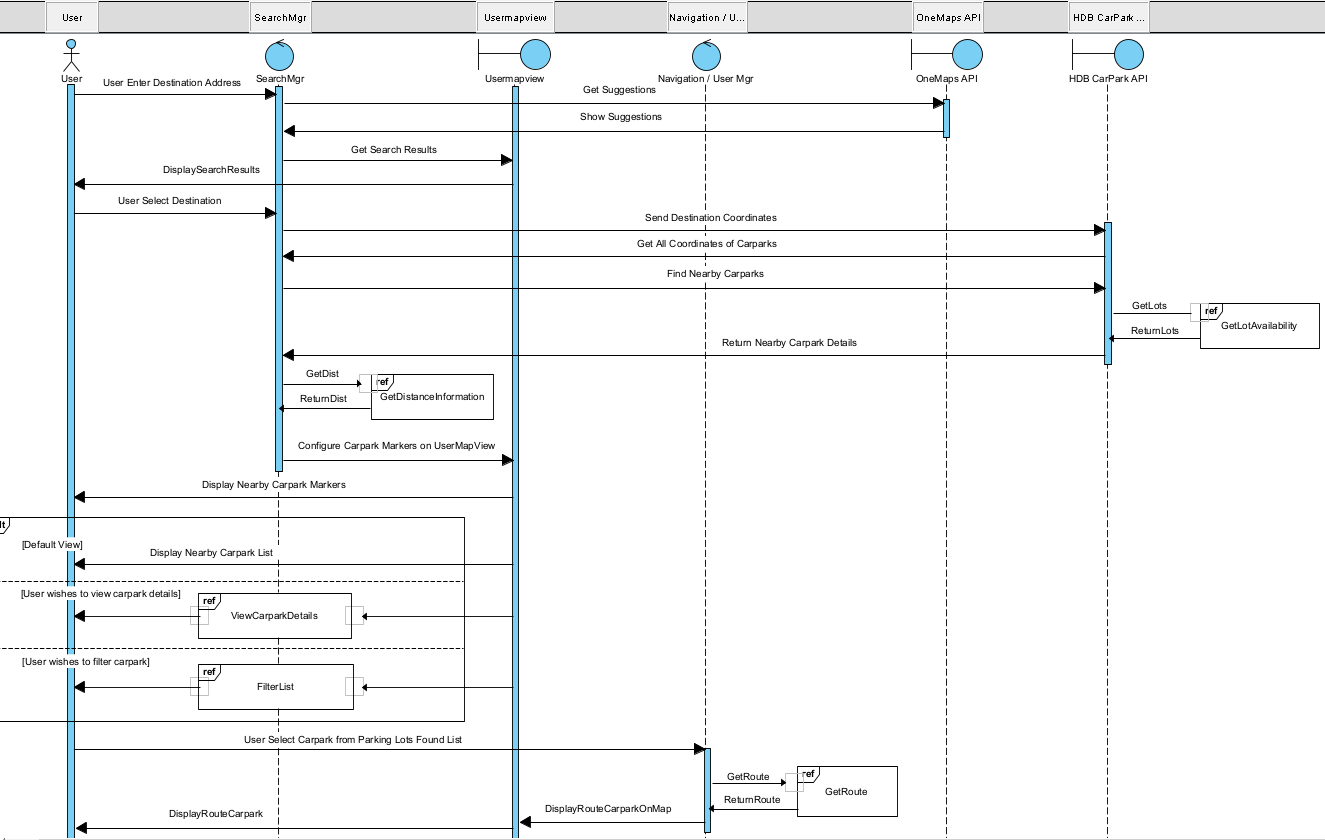 User
SearchMgr
Usermapview
Navigation / U...
OneMaps API
HDB CarPark ...
User
SearchMgr
Usermapview
Navigation / User Mgr
OneMaps API
HDB CarPark API
User Enter Destination Address
Get Suggestions
Show Suggestions
Get Search Results
DisplaySearchResults
User Select Destination
Send Destination Coordinates
Get All Coordinates of Carparks
Find Nearby Carparks
GetLots
ref
GetLotAvailability
ReturnLots
Return Nearby Carpark Details
GetDist
ref
GetDistanceInformation
ReturnDist
Configure Carpark Markers on UserMapView
Display Nearby Carpark Markers
lt
[Default View]
Display Nearby Carpark List
[User wishes to view carpark details]
ref
ViewCarparkDetails
[User wishes to filter carpark]
ref
FilterList
User Select Carpark from Parking Lots Found List
GetRoute
ref
GetRoute
ReturnRoute
DisplayRouteCarparkOnMap
DisplayRouteCarpark